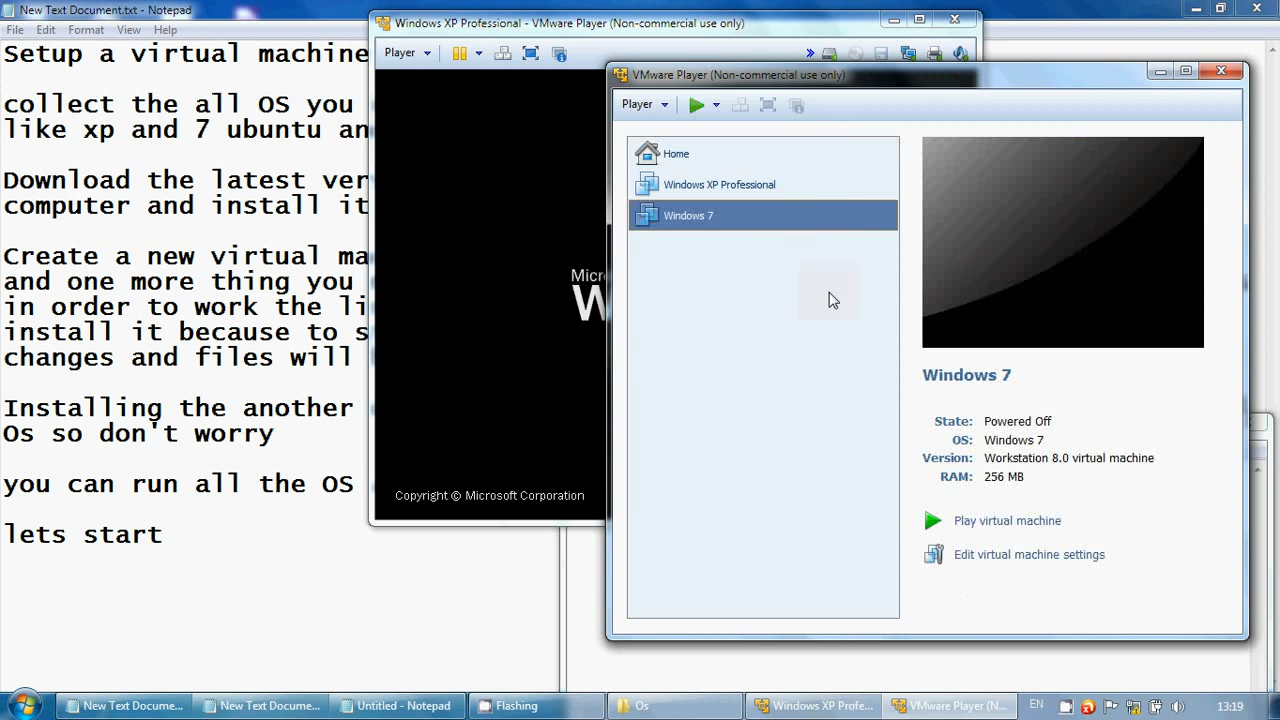 New Text Document.txt - Notepad
File Edit Format View Help
Setup a virtual machine
collect the all OS you
like xp and 7 ubuntu an
Download the latest ver
computer and install it
Create a new virtual ma
and one more thing you
in order to work the li
install it because to s
changes and files will
Installing the another
Os so don't worry
you can run all the OS
lets start
Windows XP Professional - VMware Player (Non-commercial use only)
Player
Micro
W
Copyright © Microsoft Corporation
VMware Player (Non-commercial use only)
Player
Home
Windows XP Professional
Windows 7
Windows 7
State: Powered Off
OS: Windows 7
Version: Workstation 8.0 virtual machine
RAM: 256 MB
Play virtual machine
Edit virtual machine settings
New Text Docume... New Text Docume... Untitled - Notepad Flashing Os Windows XP Profe... VMware Player (N... EN 13:19